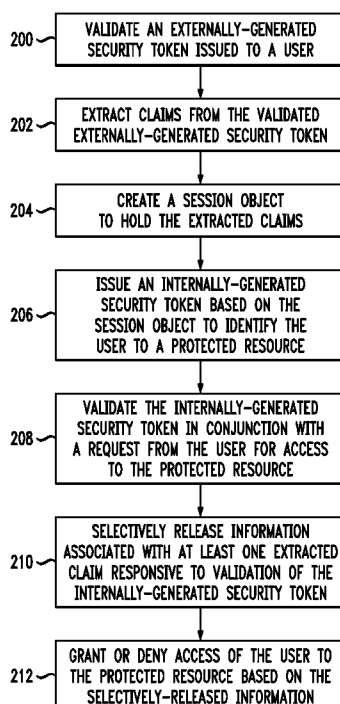 200
VALIDATE AN EXTERNALLY-GENERATED
SECURITY TOKEN ISSUED TO A USER
202
EXTRACT CLAIMS FROM THE VALIDATED
EXTERNALLY-GENERATED SECURITY TOKEN
204
CREATE A SESSION OBJECT
TO HOLD THE EXTRACTED CLAIMS
206
ISSUE AN INTERNALLY-GENERATED
SECURITY TOKEN BASED ON THE
SESSION OBJECT TO IDENTIFY THE
USER TO A PROTECTED RESOURCE
208
VALIDATE THE INTERNALLY-GENERATED
SECURITY TOKEN IN CONJUNCTION WITH
A REQUEST FROM THE USER FOR ACCESS
TO THE PROTECTED RESOURCE
210
SELECTIVELY RELEASE INFORMATION
ASSOCIATED WITH AT LEAST ONE EXTRACTED
CLAIM RESPONSIVE TO VALIDATION OF THE
INTERNALLY-GENERATED SECURITY TOKEN
212
GRANT OR DENY ACCESS OF THE USER TO
THE PROTECTED RESOURCE BASED ON THE
SELECTIVELY-RELEASED INFORMATION